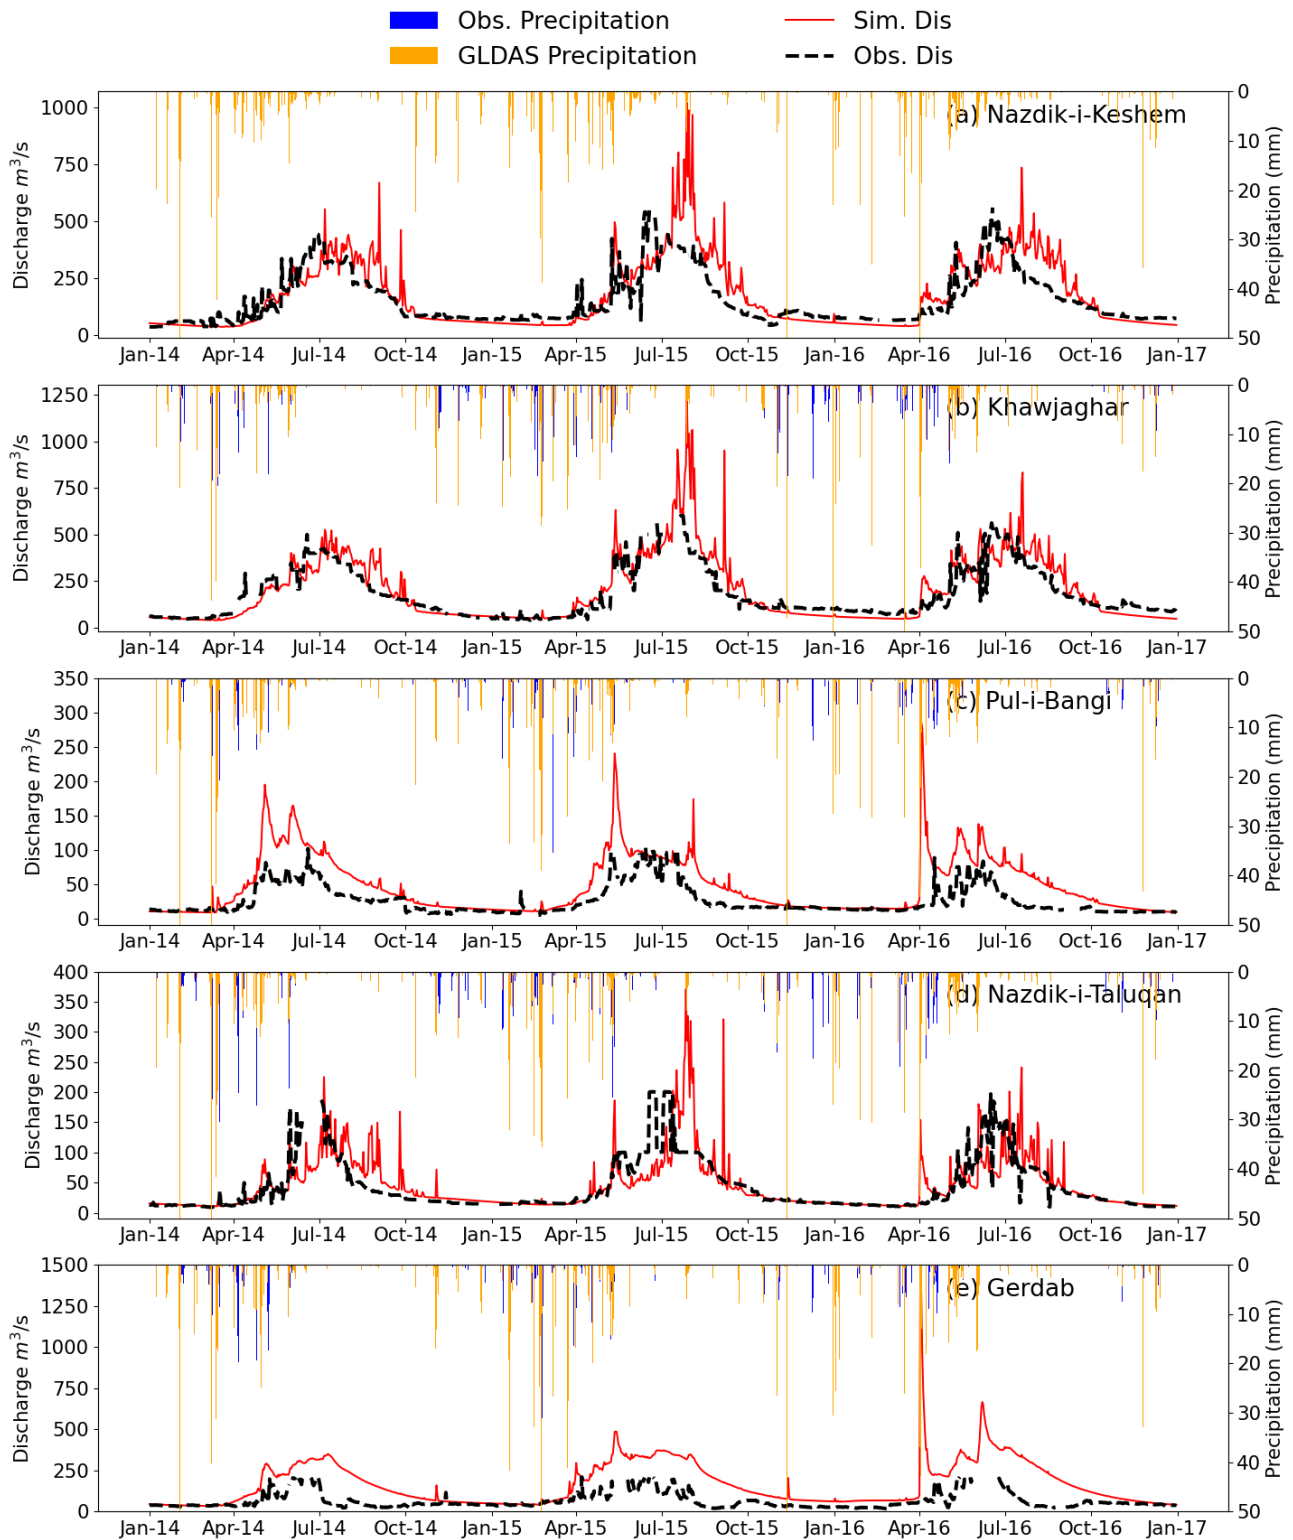 Obs. Precipitation
Sim. Dis
GLDAS Precipitation
Obs. Dis
(a) Nazdik-i-Keshem
Discharge m³/s
1000
750
500
250
0
0
10
20
30
40
50
Precipitation (mm)
Jan-14 Apr-14 Jul-14 Oct-14 Jan-15 Apr-15 Jul-15 Oct-15 Jan-16 Apr-16 Jul-16 Oct-16 Jan-17
(b) Khawjaghar
Discharge m³/s
1250
1000
750
500
250
0
0
10
20
30
40
50
Precipitation (mm)
Jan-14 Apr-14 Jul-14 Oct-14 Jan-15 Apr-15 Jul-15 Oct-15 Jan-16 Apr-16 Jul-16 Oct-16 Jan-17
(c) Pul-i-Bangi
Discharge m³/s
350
300
250
200
150
100
50
0
0
10
20
30
40
50
Precipitation (mm)
Jan-14 Apr-14 Jul-14 Oct-14 Jan-15 Apr-15 Jul-15 Oct-15 Jan-16 Apr-16 Jul-16 Oct-16 Jan-17
(d) Nazdik-i-Taluqan
Discharge m³/s
400
350
300
250
200
150
100
50
0
0
10
20
30
40
50
Precipitation (mm)
Jan-14 Apr-14 Jul-14 Oct-14 Jan-15 Apr-15 Jul-15 Oct-15 Jan-16 Apr-16 Jul-16 Oct-16 Jan-17
(e) Gerdab
Discharge m³/s
1500
1250
1000
750
500
250
0
0
10
20
30
40
50
Precipitation (mm)
Jan-14 Apr-14 Jul-14 Oct-14 Jan-15 Apr-15 Jul-15 Oct-15 Jan-16 Apr-16 Jul-16 Oct-16 Jan-17